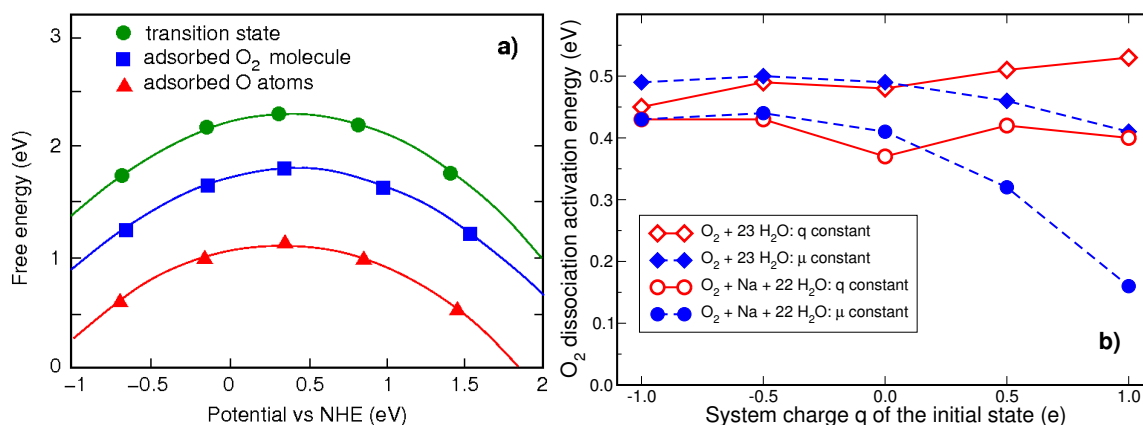 3
2
1
0
Free energy (eV)
transition state
adsorbed O₂ molecule
adsorbed O atoms
a)
−1 −0.5 0 0.5 1 1.5 2
Potential vs NHE (eV)
O₂ dissociation activation energy (eV)
0.5
0.4
0.3
0.2
0.1
0.0
O₂ + 23 H₂O: q constant
O₂ + 23 H₂O: μ constant
O₂ + Na + 22 H₂O: q constant
O₂ + Na + 22 H₂O: μ constant
b)
-1.0 -0.5 0.0 0.5 1.0
System charge q of the initial state (e)